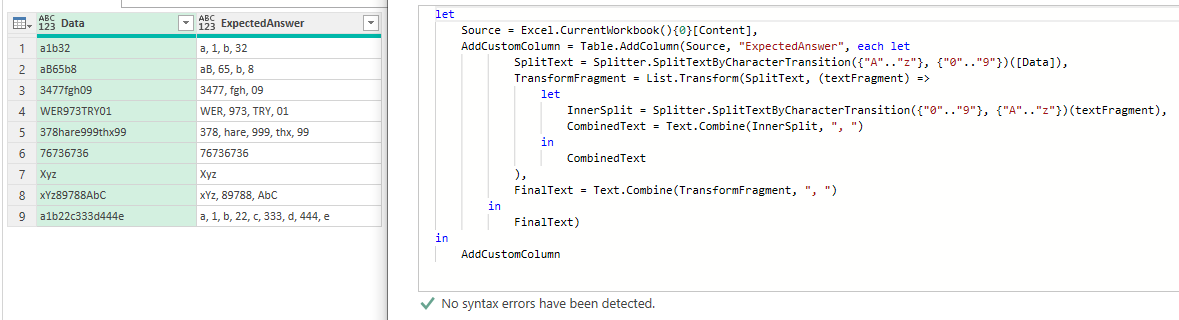 ABC
123 Data
ABC
123 ExpectedAnswer
1 a1b32 a, 1, b, 32
2 aB65b8 aB, 65, b, 8
3 3477fgh09 3477, fgh, 09
4 WER973TRY01 WER, 973, TRY, 01
5 378hare999thx99 378, hare, 999, thx, 99
6 76736736 76736736
7 Xyz Xyz
8 xYz89788AbC xYz, 89788, AbC
9 a1b22c333d444e a, 1, b, 22, c, 333, d, 444, e
let
Source = Excel.CurrentWorkbook(){0}[Content],
AddCustomColumn = Table.AddColumn(Source, "ExpectedAnswer", each let
SplitText = Splitter.SplitTextByCharacterTransition({"A".."z"}, {"0".."9"})([Data]),
TransformFragment = List.Transform(SplitText, (textFragment) =>
let
InnerSplit = Splitter.SplitTextByCharacterTransition({"0".."9"}, {"A".."z"})(textFragment),
CombinedText = Text.Combine(InnerSplit, ", ")
in
CombinedText
),
FinalText = Text.Combine(TransformFragment, ", ")
in
FinalText)
in
AddCustomColumn
No syntax errors have been detected.